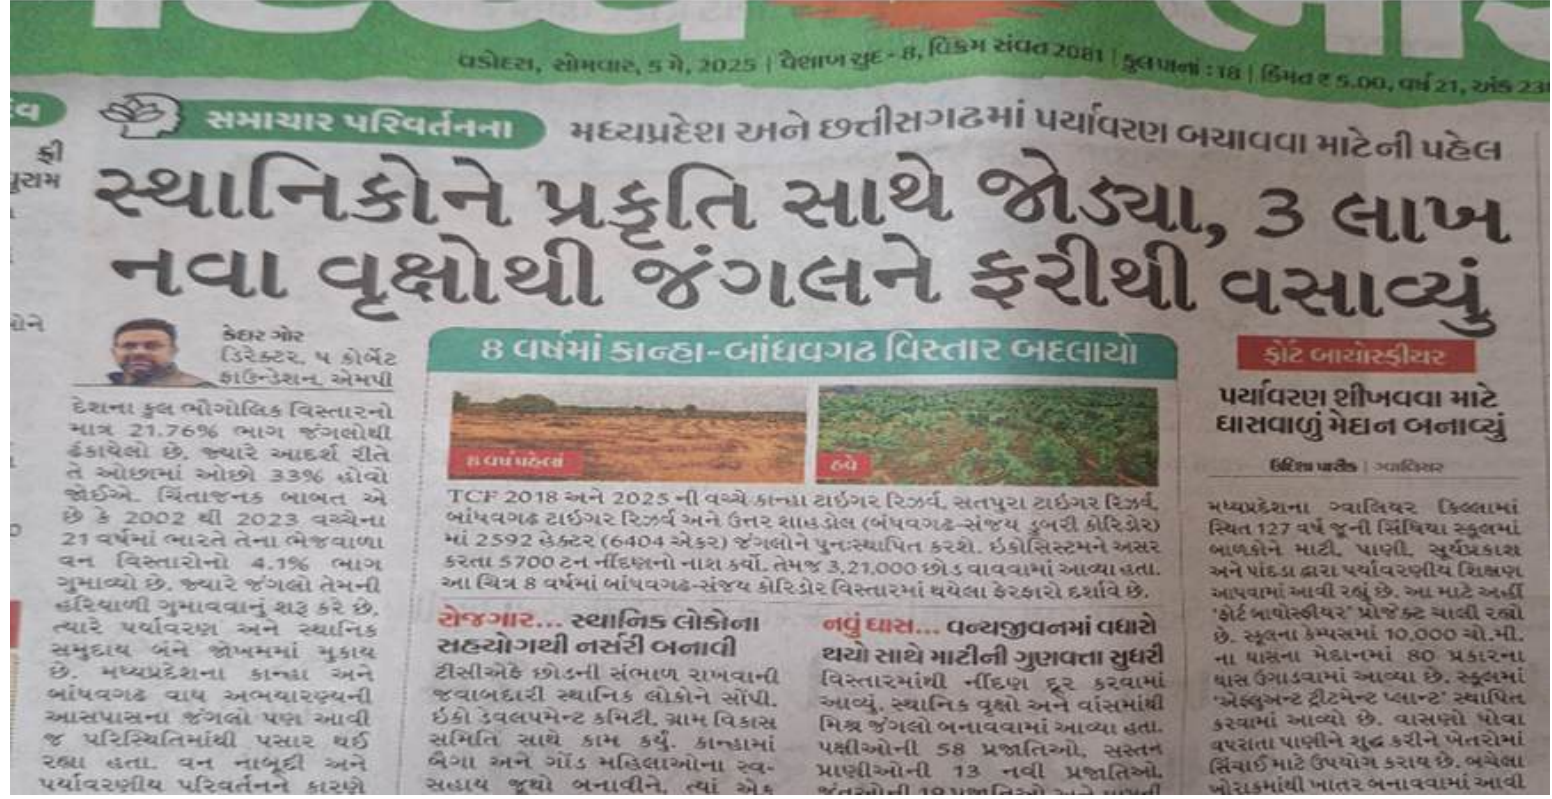 વડોદરા, સોમવાર, 5 મે, 2025 | વૈશાખ સુદ - 8, વિક્રમ સંવત 2081 | કુલ પાનાં : 18 | કિંમત ₹ 5.00, વર્ષ 21, અંક
સમાચાર પરિવર્તનના
મધ્યપ્રદેશ અને છત્તીસગઢમાં પર્યાવરણ બચાવવા માટેની પહેલ
સ્થાનિકોને પ્રકૃતિ સાથે જોડ્યા, ૩ લાખ
નવા વૃક્ષોથી જંગલને ફરીથી વસાવ્યું
કેદાર ગોર
ડિરેક્ટર, ધ કોર્બેટ
ફાઉન્ડેશન, એમપી
દેશના કુલ ભૌગોલિક વિસ્તારનો
માત્ર 21.76% ભાગ જંગલોથી
ઢંકાયેલો છે. જ્યારે આદર્શ રીતે
તે ઓછામાં ઓછો 33% હોવો
જોઈએ. ચિંતાજનક બાબત એ
છે કે 2002 થી 2023 વચ્ચેના
21 વર્ષમાં ભારતે તેના ભેજવાળા
વન વિસ્તારોનો 4.1% ભાગ
ગુમાવ્યો છે. જ્યારે જંગલો તેમની
હરિયાળી ગુમાવવાનું શરૂ કરે છે.
ત્યારે પર્યાવરણ અને સ્થાનિક
સમુદાય બંને જોખમમાં મુકાય
છે. મધ્યપ્રદેશના કાન્હા અને
બાંધવગઢ વાઘ અભયારણ્યની
આસપાસના જંગલો પણ આવી
જ પરિસ્થિતિમાંથી પસાર થઈ
રહ્યા હતા. વન નાબૂદી અને
પર્યાવરણીય પરિવર્તનને કારણે
8 વર્ષમાં કાન્હા-બાંધવગઢ વિસ્તાર બદલાયો
8 વર્ષ પહેલાં
હવે
TCF 2018 અને 2025 ની વચ્ચે કાન્હા ટાઇગર રિઝર્વ, સતપુરા ટાઇગર રિઝર્વ,
બાંધવગઢ ટાઇગર રિઝર્વ અને ઉત્તર શાહડોલ (બાંધવગઢ-સંજય ડુબરી કોરિડોર)
માં 2592 હેક્ટર (6404 એકર) જંગલોને પુનઃસ્થાપિત કરશે. ઇકોસિસ્ટમને અસર
કરતા 5700 ટન નીંદણનો નાશ કર્યો. તેમજ 3,21,000 છોડ વાવવામાં આવ્યા હતા.
આ ચિત્ર 8 વર્ષમાં બાંધવગઢ-સંજય કોરિડોર વિસ્તારમાં થયેલા ફેરફારો દર્શાવે છે.
રોજગાર... સ્થાનિક લોકોના
સહયોગથી નર્સરી બનાવી
ટીસીએફે છોડની સંભાળ રાખવાની
જવાબદારી સ્થાનિક લોકોને સોંપી.
ઇકો ડેવલપમેન્ટ કમિટી, ગ્રામ વિકાસ
સમિતિ સાથે કામ કર્યું. કાન્હામાં
બૈગા અને ગોંડ મહિલાઓના સ્વ-
સહાય જૂથો બનાવીને, ત્યાં એક
નવું ઘાસ... વન્યજીવનમાં વધારો
થયો સાથે માટીની ગુણવત્તા સુધરી
વિસ્તારમાંથી નીંદણ દૂર કરવામાં
આવ્યું. સ્થાનિક વૃક્ષો અને વાંસમાંથી
મિશ્ર જંગલો બનાવવામાં આવ્યા હતા.
પક્ષીઓની 58 પ્રજાતિઓ, સસ્તન
પ્રાણીઓની 13 નવી પ્રજાતિઓ,
ફોર્ટ બાયોસ્ફીયર
પર્યાવરણ શીખવવા માટે
ઘાસવાળું મેદાન બનાવ્યું
પારીક | ગ્વાલિયર
મધ્યપ્રદેશના ગ્વાલિયર કિલ્લામાં
સ્થિત 127 વર્ષ જૂની સિંધિયા સ્કૂલમાં
બાળકોને માટી, પાણી, સૂર્યપ્રકાશ
અને પાંદડા દ્વારા પર્યાવરણીય શિક્ષણ
આપવામાં આવી રહ્યું છે. આ માટે અહીં
'ફોર્ટ બાયોસ્ફીયર' પ્રોજેક્ટ ચાલી રહ્યો
છે. સ્કૂલના કેમ્પસમાં 10,000 ચો.મી.
ના ઘાસના મેદાનમાં 80 પ્રકારના
ઘાસ ઉગાડવામાં આવ્યા છે. સ્કૂલમાં
'એફ્લુઅન્ટ ટ્રીટમેન્ટ પ્લાન્ટ' સ્થાપિત
કરવામાં આવ્યો છે. વાસણો ધોવા
વપરાતા પાણીને શુદ્ધ કરીને ખેતરોમાં
સિંચાઈ માટે ઉપયોગ કરાય છે. બચેલા
ખોરાકમાંથી ખાતર બનાવવામાં આવી